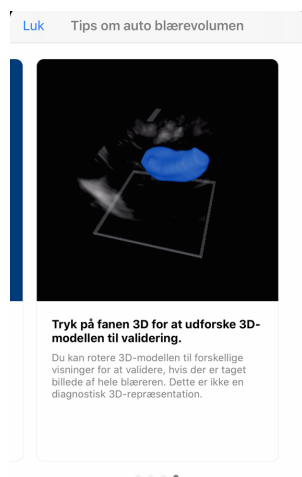 Luk
Tips om auto blærevolumen
Tryk på fanen 3D for at udforske 3D-
modellen til validering.
Du kan rotere 3D-modellen til forskellige
visninger for at validere, hvis der er taget
billede af hele blæreren. Dette er ikke en
diagnostisk 3D-repræsentation.